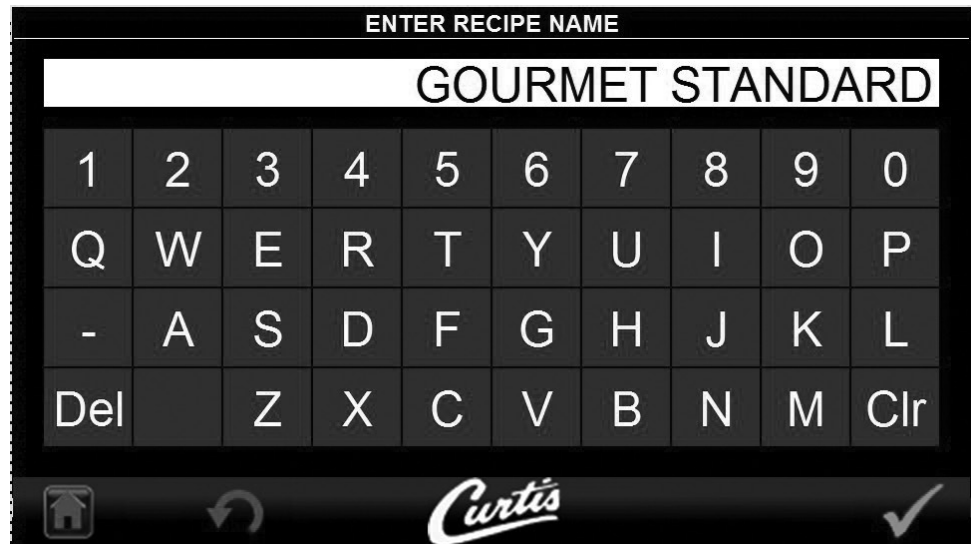 ENTER RECIPE NAME
GOURMET STANDARD
1 2 3 4 5 6 7 8 9 0
Q W E R T Y U I O P
- A S D F G H J K L
Del Z X C V B N M Clr
Curtis